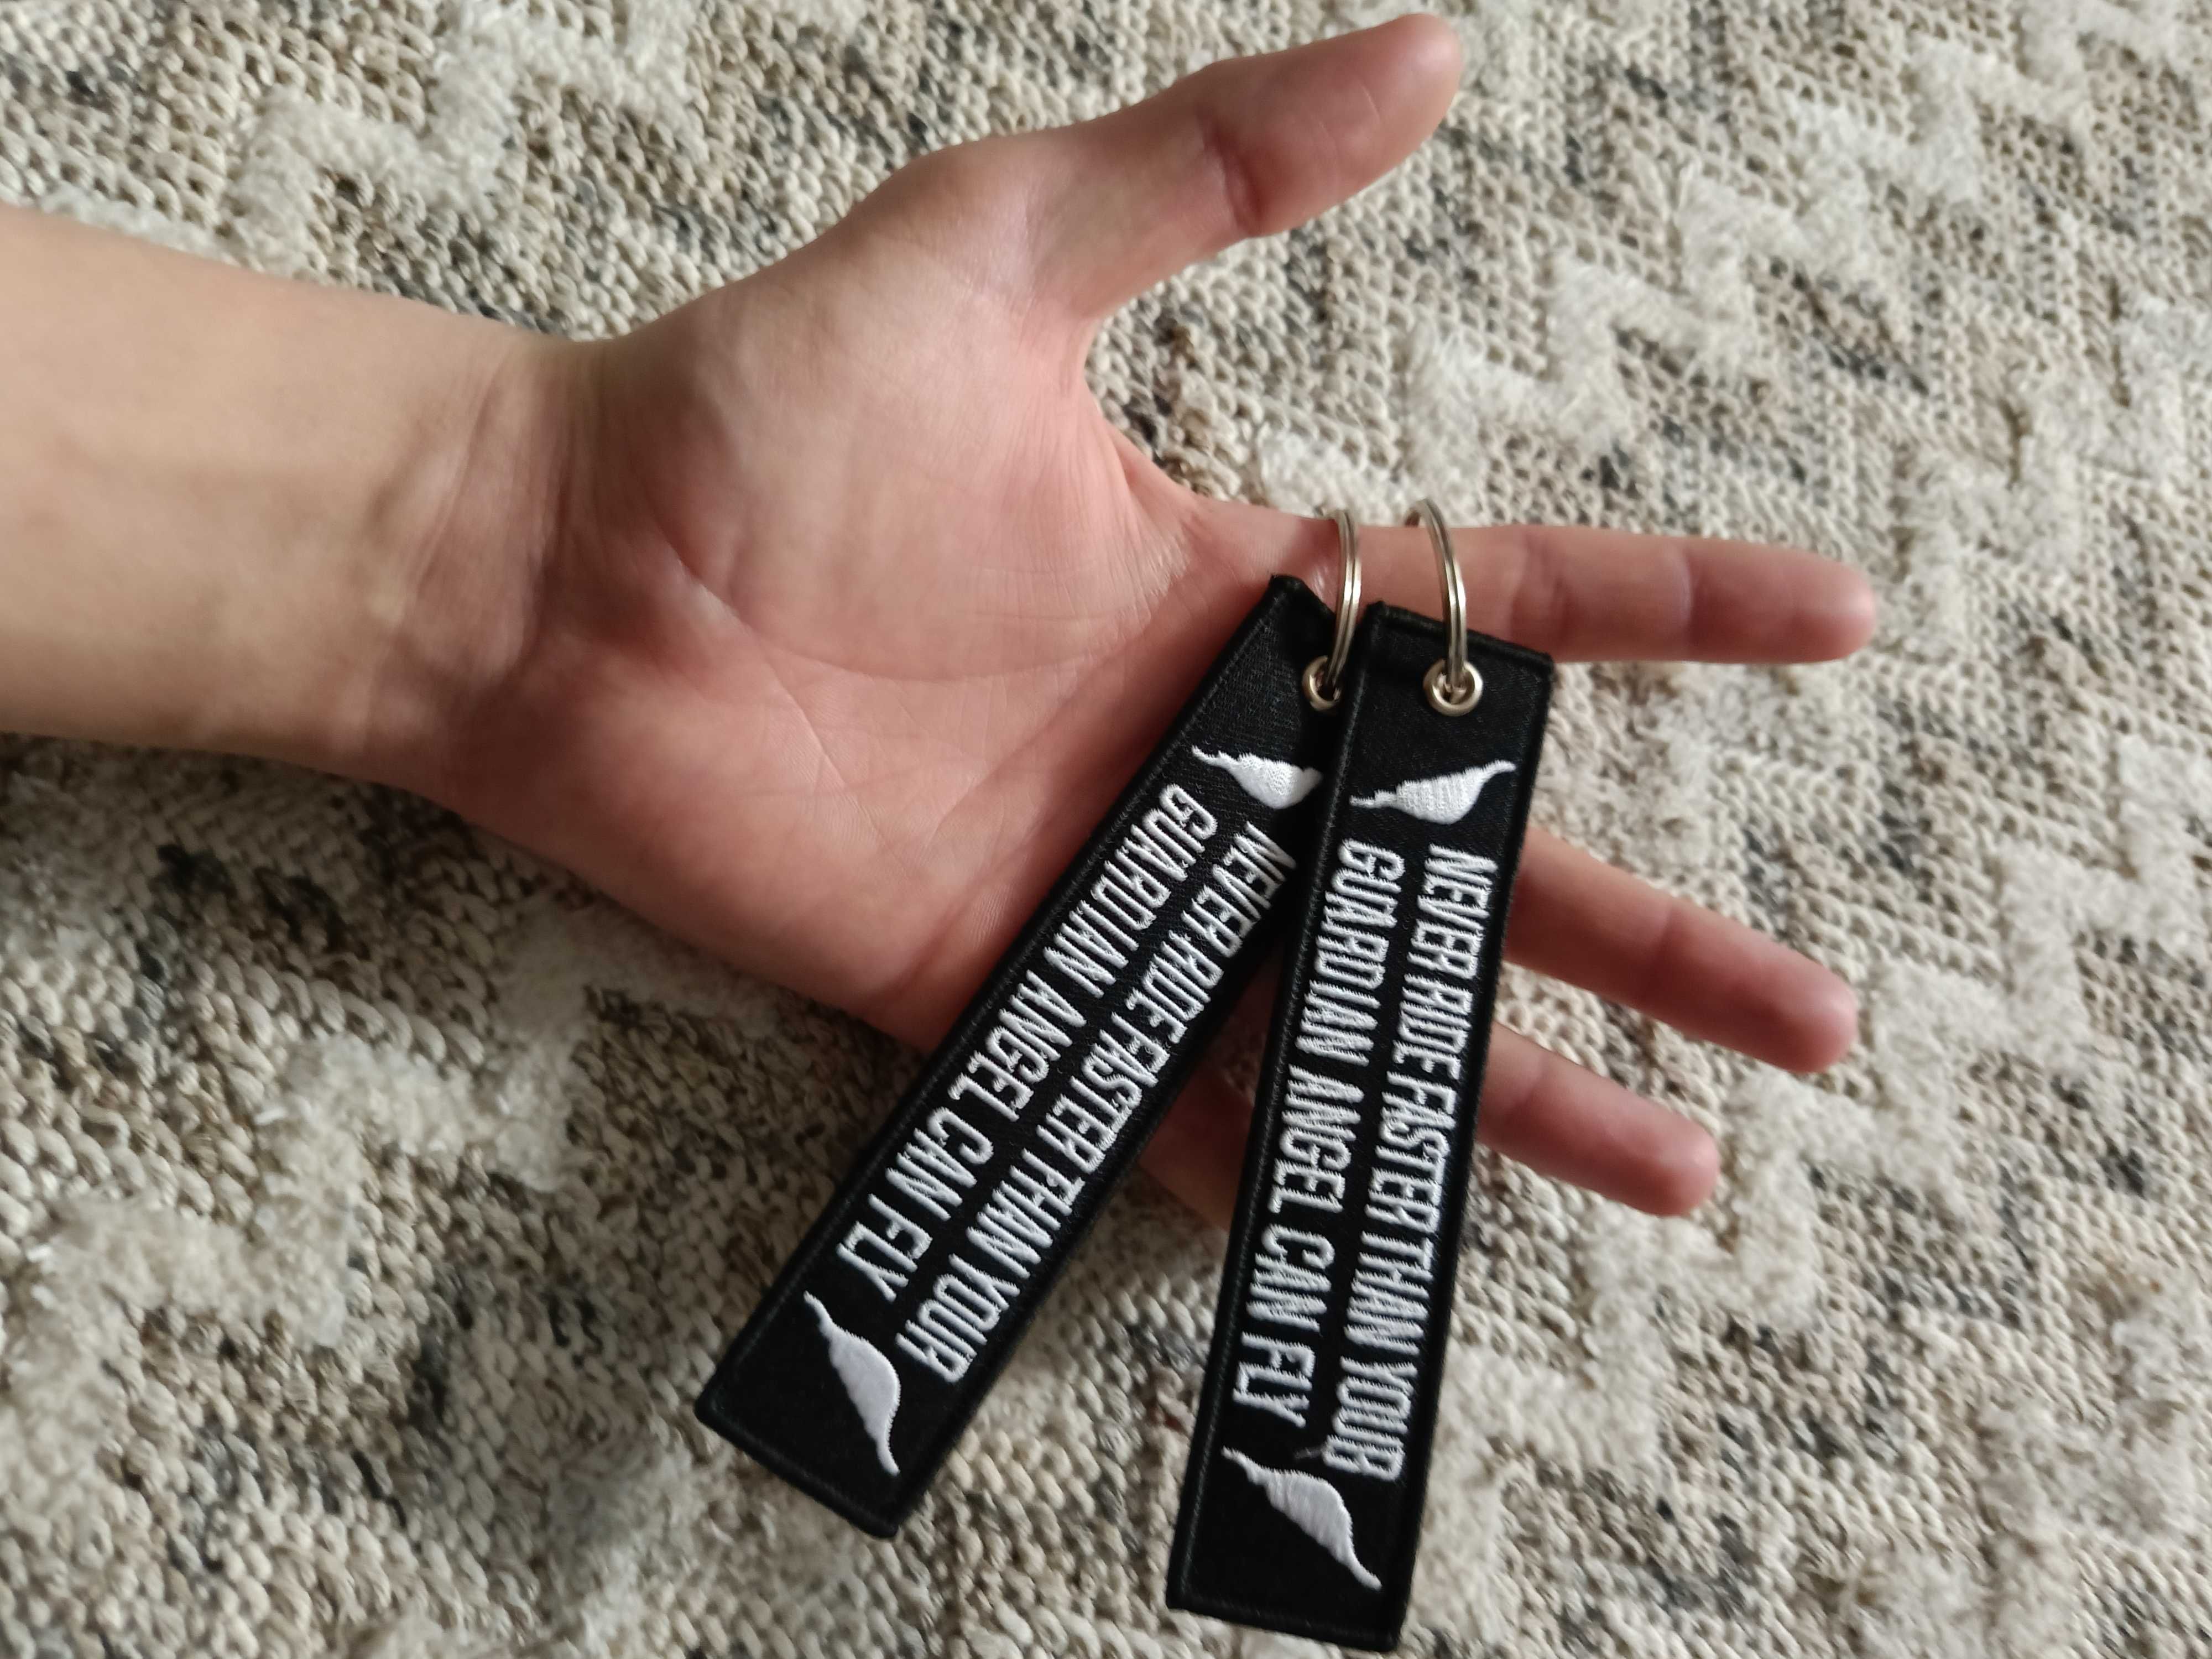 NEVER RIDE FASTER THAN YOUR
GUARDIAN ANGEL CAN FLY
NEVER RIDE FASTER THAN YOUR
GUARDIAN ANGEL CAN FLY